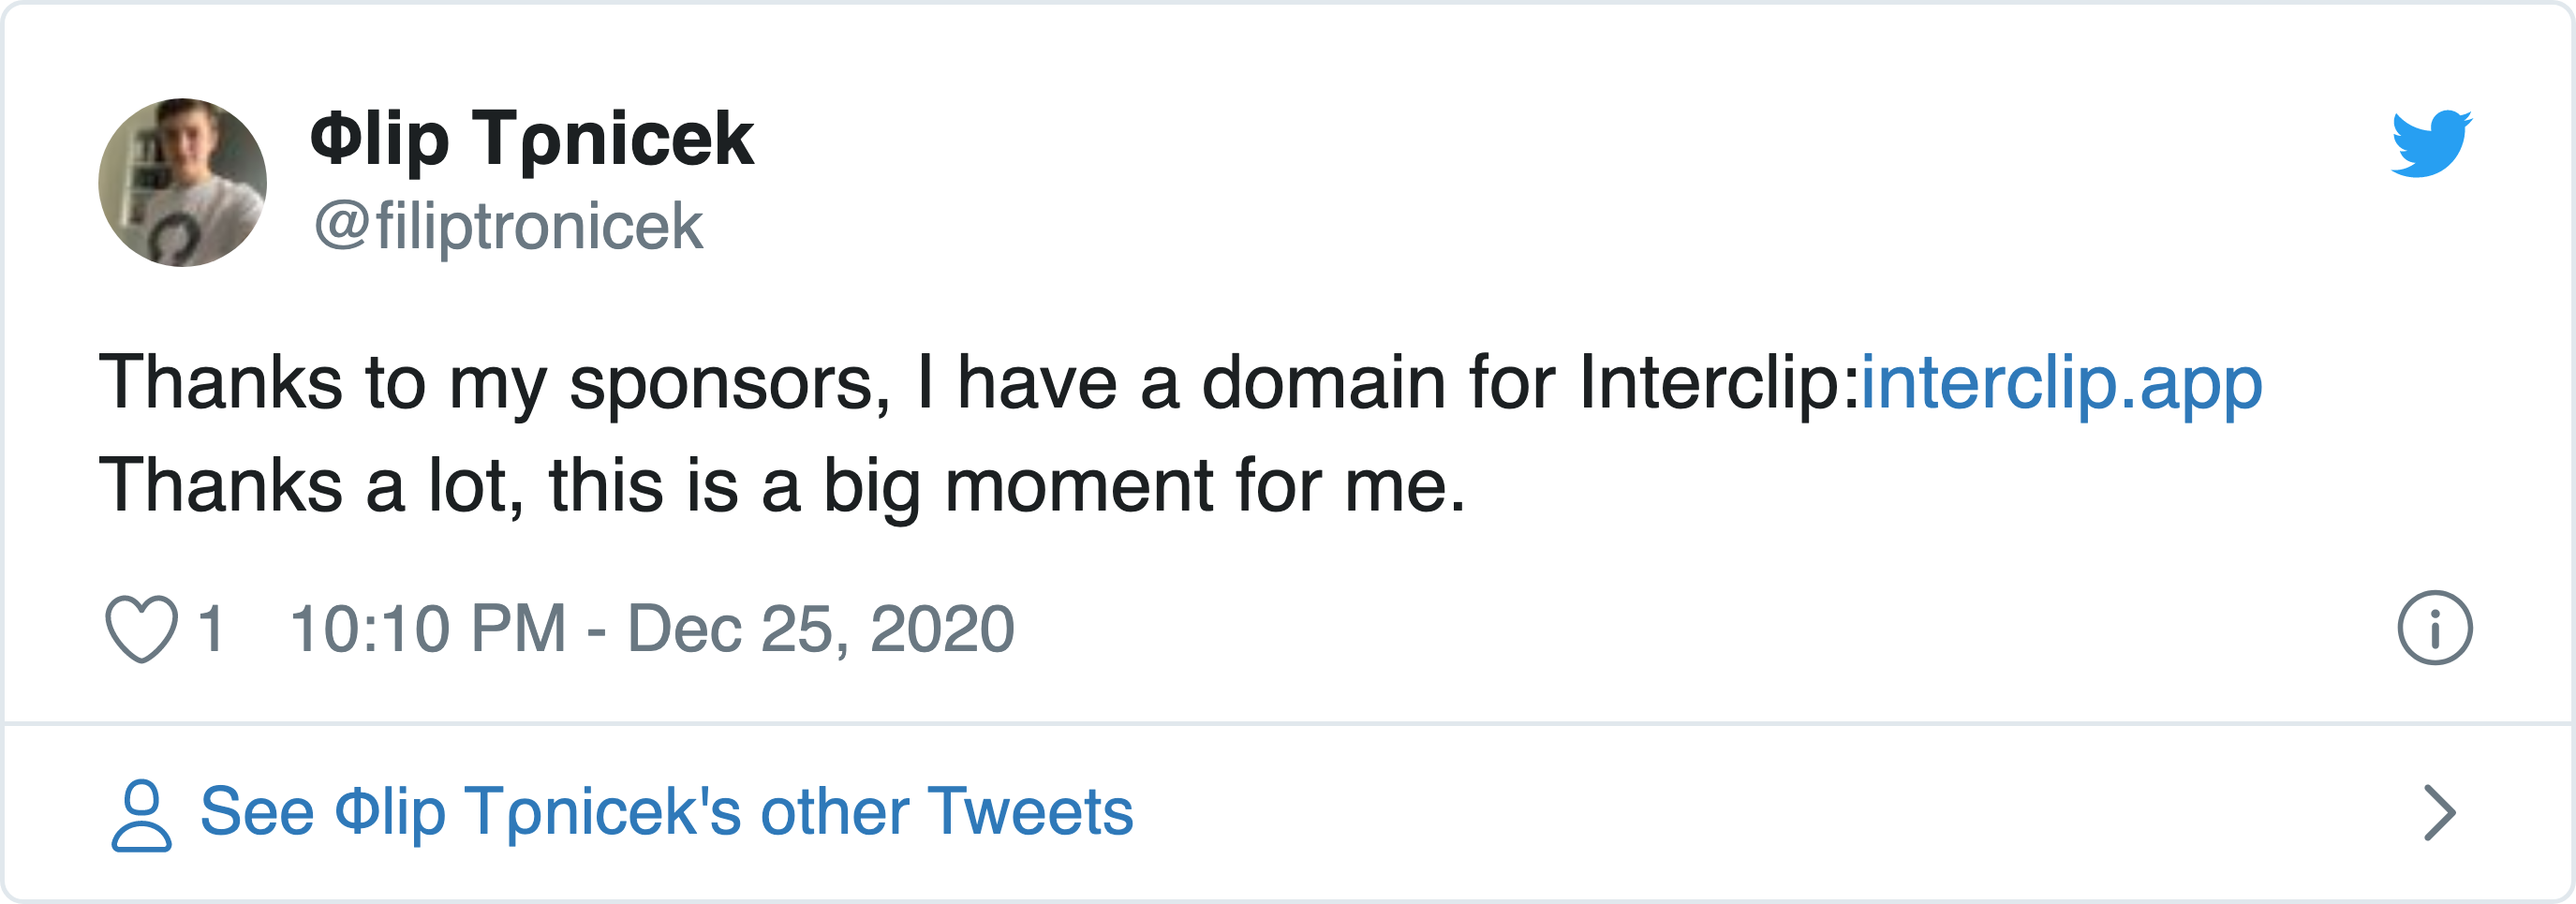 Φlip Tρnicek
@filiptronicek
Thanks to my sponsors, I have a domain for Interclip:interclip.app
Thanks a lot, this is a big moment for me.
1 10:10 PM - Dec 25, 2020
See Φlip Tρnicek's other Tweets